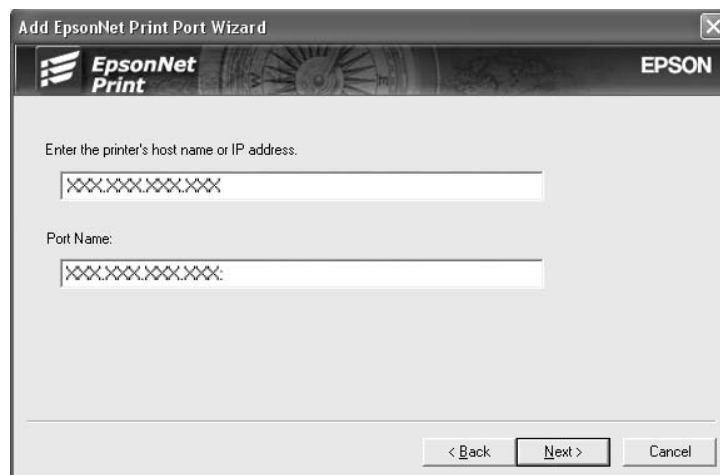 Add EpsonNet Print Port Wizard
EpsonNet
Print
EPSON
Enter the printer's host name or IP address.
XXX.XXX.XXX.XXX
Port Name:
XXX.XXX.XXX.XXX:
< Back
Next >
Cancel